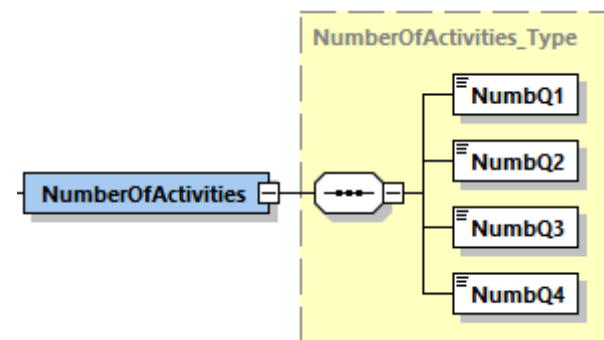 NumberOfActivities_Type
NumbQ1
NumbQ2
NumberOfActivities
NumbQ3
NumbQ4